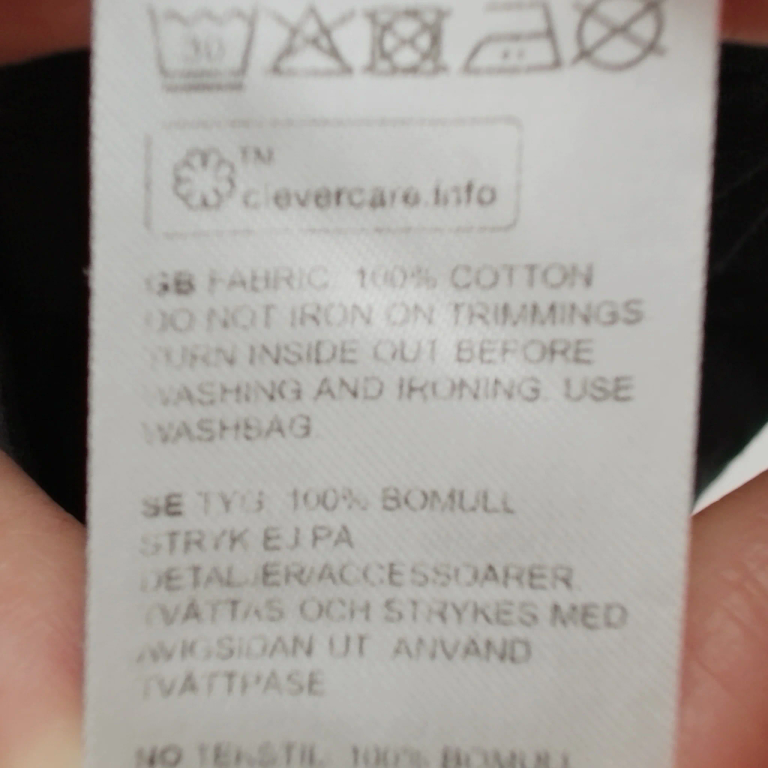 30
TM
clevercare.info
GB FABRIC 100% COTTON
DO NOT IRON ON TRIMMINGS
TURN INSIDE OUT BEFORE
WASHING AND IRONING. USE
WASHBAG
SE TYG 100% BOMULL
STRYK EJ PÅ
DETALJER/ACCESSOARER.
TVÄTTAS OCH STRYKES MED
AVIGSIDAN UT. ANVÄND
TVÄTTPÅSE
NO TEKSTIL 100% BOMULL